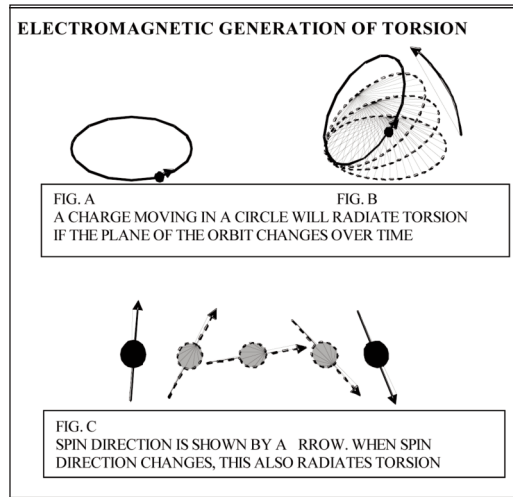 ELECTROMAGNETIC GENERATION OF TORSION
FIG. A FIG. B
A CHARGE MOVING IN A CIRCLE WILL RADIATE TORSION
IF THE PLANE OF THE ORBIT CHANGES OVER TIME
FIG. C
SPIN DIRECTION IS SHOWN BY A RROW. WHEN SPIN
DIRECTION CHANGES, THIS ALSO RADIATES TORSION